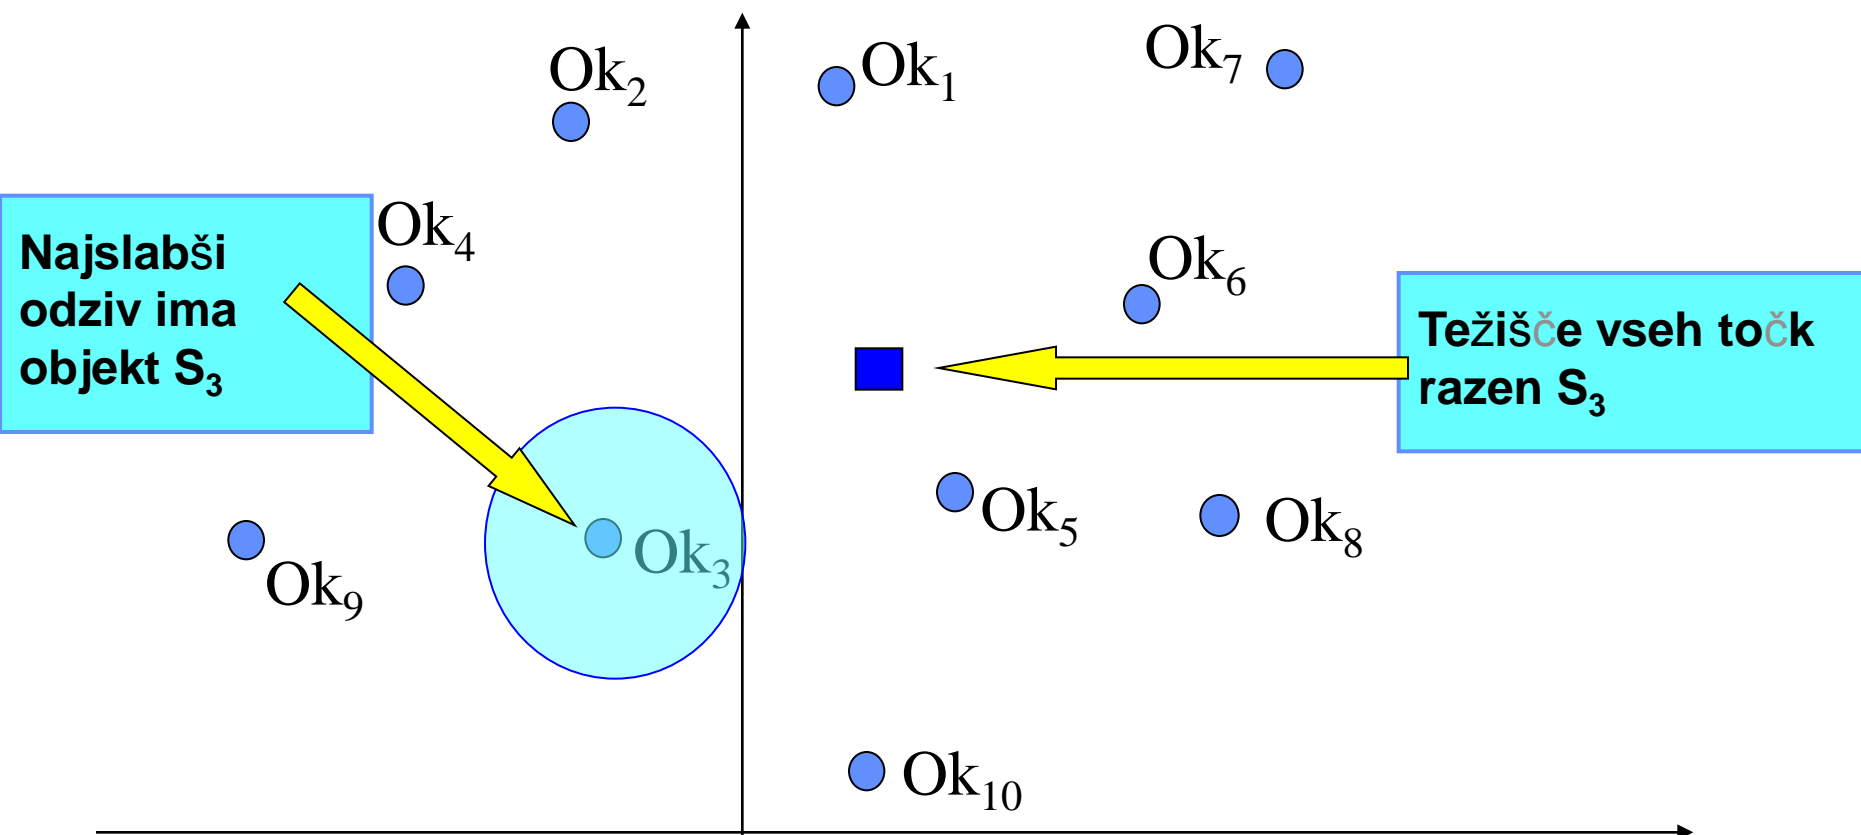 Ok₂
Ok₁
Ok₇
Ok₄
Najslabši
odziv ima
objekt S₃
Ok₆
Težišče vseh točk
razen S₃
Ok₅
Ok₈
Ok₃
Ok₉
Ok₁₀